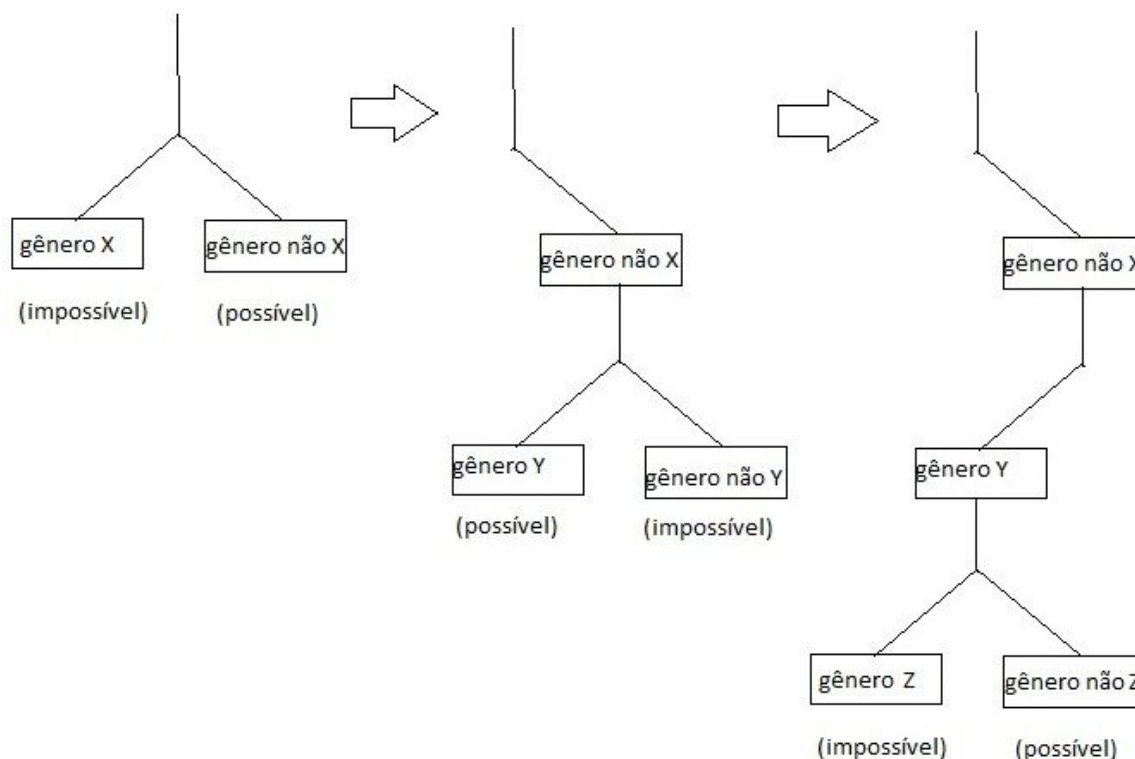 gênero X
gênero não X
(impossível)
(possível)
gênero não X
gênero Y
gênero não Y
(possível)
(impossível)
gênero não X
gênero Y
gênero Z
gênero não Z
(impossível)
(possível)